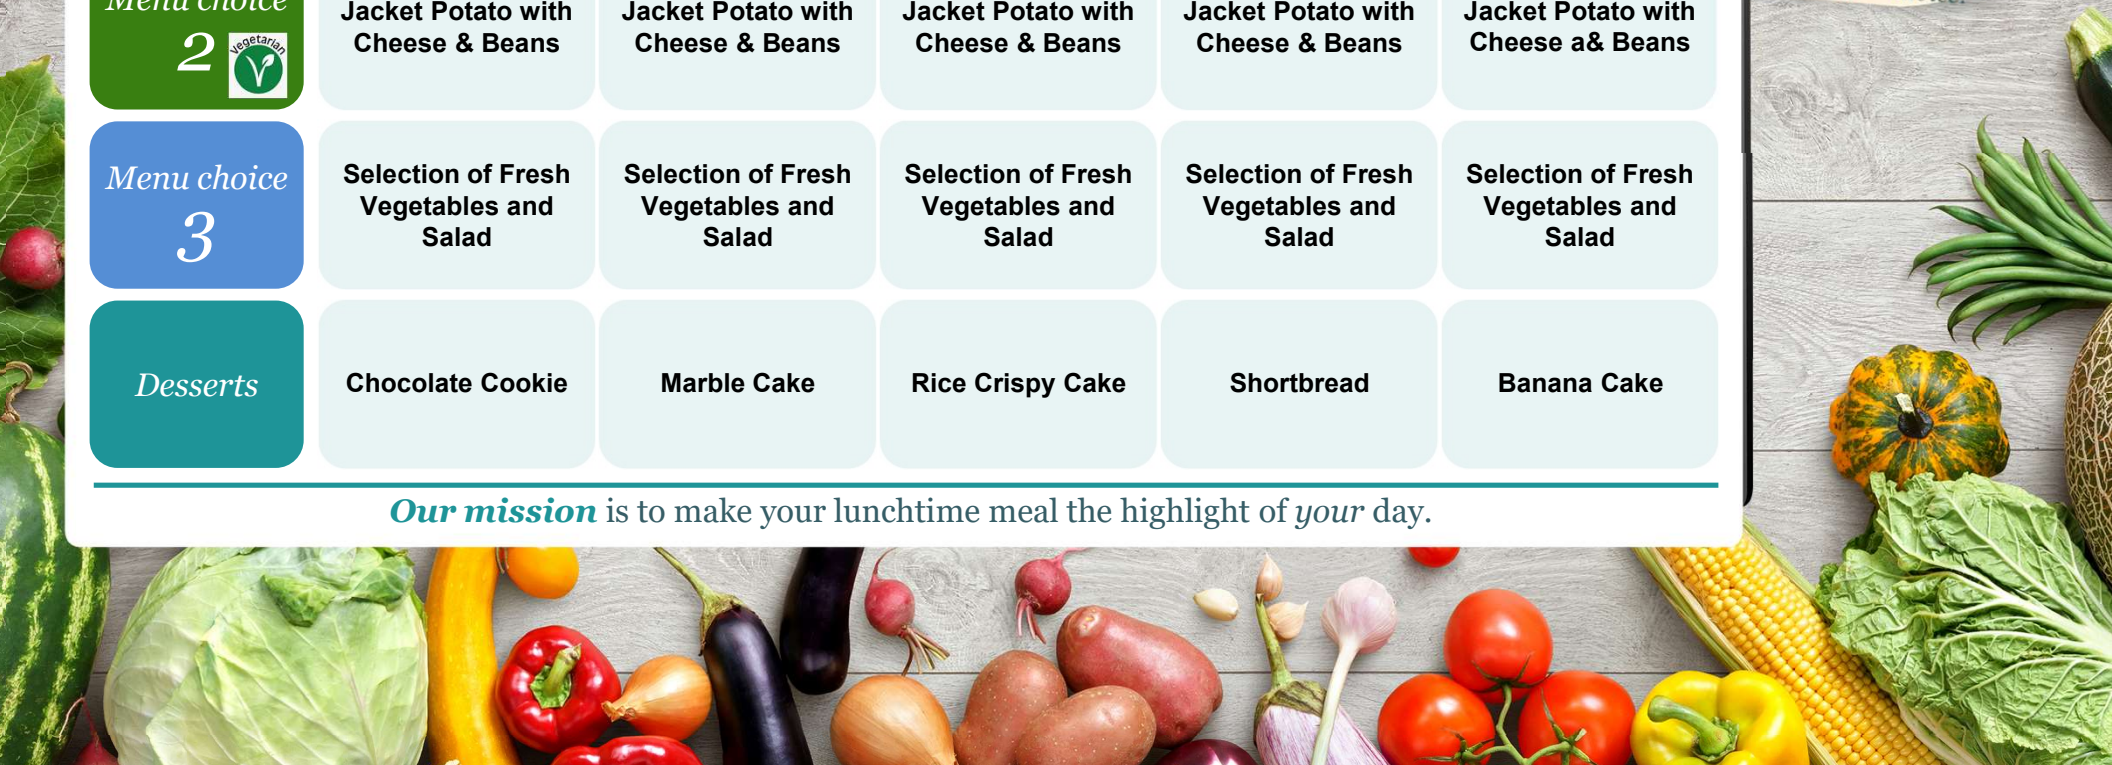 Menu choice
2
Vegetarian
V
Jacket Potato with
Cheese & Beans
Jacket Potato with
Cheese & Beans
Jacket Potato with
Cheese & Beans
Jacket Potato with
Cheese & Beans
Jacket Potato with
Cheese a& Beans
Menu choice
3
Selection of Fresh
Vegetables and
Salad
Selection of Fresh
Vegetables and
Salad
Selection of Fresh
Vegetables and
Salad
Selection of Fresh
Vegetables and
Salad
Selection of Fresh
Vegetables and
Salad
Desserts
Chocolate Cookie
Marble Cake
Rice Crispy Cake
Shortbread
Banana Cake
Our mission is to make your lunchtime meal the highlight of your day.